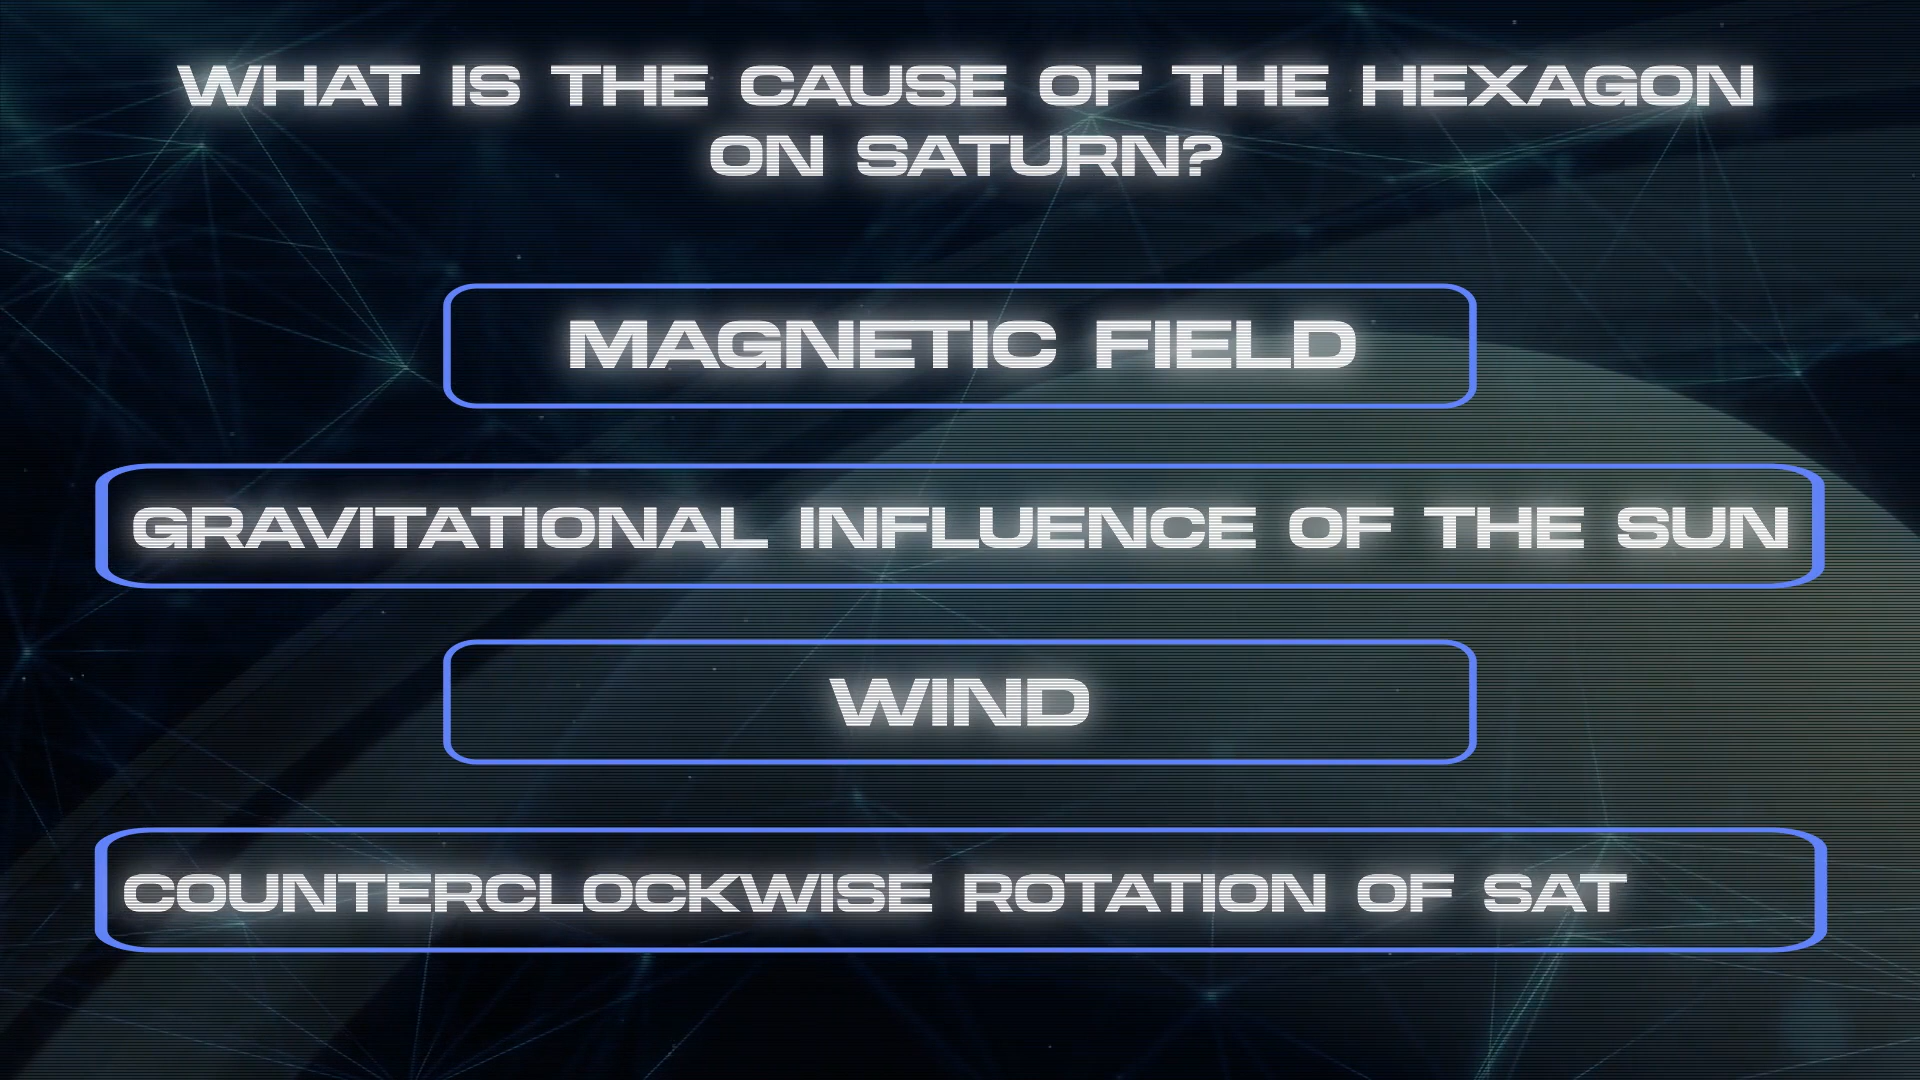 WHAT IS THE CAUSE OF THE HEXAGON
ON SATURN?
MAGNETIC FIELD
GRAVITATIONAL INFLUENCE OF THE SUN
WIND
COUNTERCLOCKWISE ROTATION OF SAT